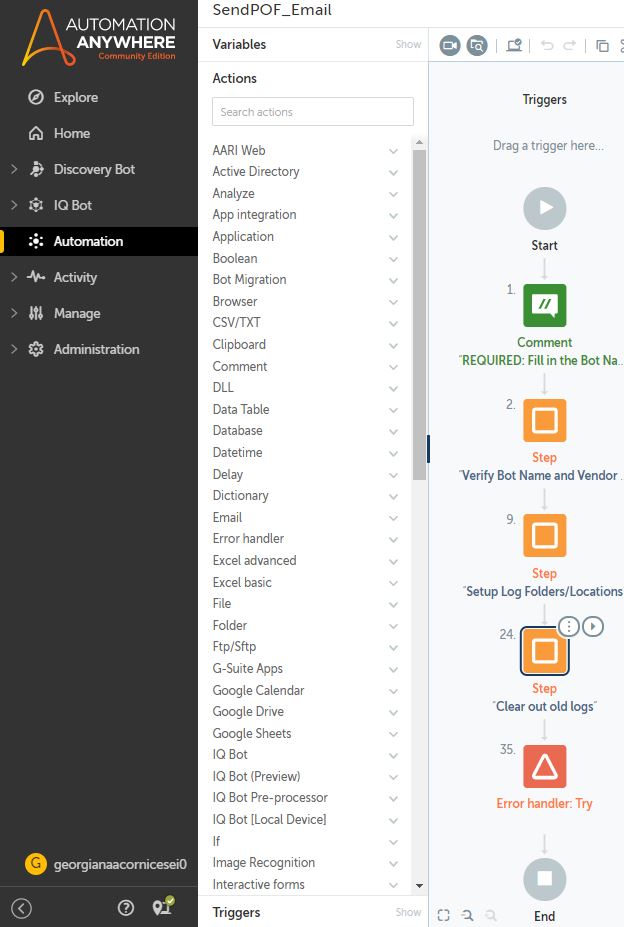 AUTOMATION
ANYWHERE
Community Edition
Explore
Home
Discovery Bot
IQ Bot
Automation
Activity
Manage
Administration
georgianaacornicesei0
G
SendPOF_Email
Variables
Show
Actions
Search actions
AARI Web
Active Directory
Analyze
App integration
Application
Boolean
Bot Migration
Browser
CSV/TXT
Clipboard
Comment
DLL
Data Table
Database
Datetime
Delay
Dictionary
Email
Error handler
Excel advanced
Excel basic
File
Folder
Ftp/Sftp
G-Suite Apps
Google Calendar
Google Drive
Google Sheets
IQ Bot
IQ Bot (Preview)
IQ Bot Pre-processor
IQ Bot [Local Device]
If
Image Recognition
Interactive forms
Triggers
Show
Triggers
Drag a trigger here...
Start
1.
//
Comment
"REQUIRED: Fill in the Bot Na...
2.
Step
"Verify Bot Name and Vendor ...
9.
Step
"Setup Log Folders/Locations
24.
Step
"Clear out old logs"
35.
Error handler: Try
End